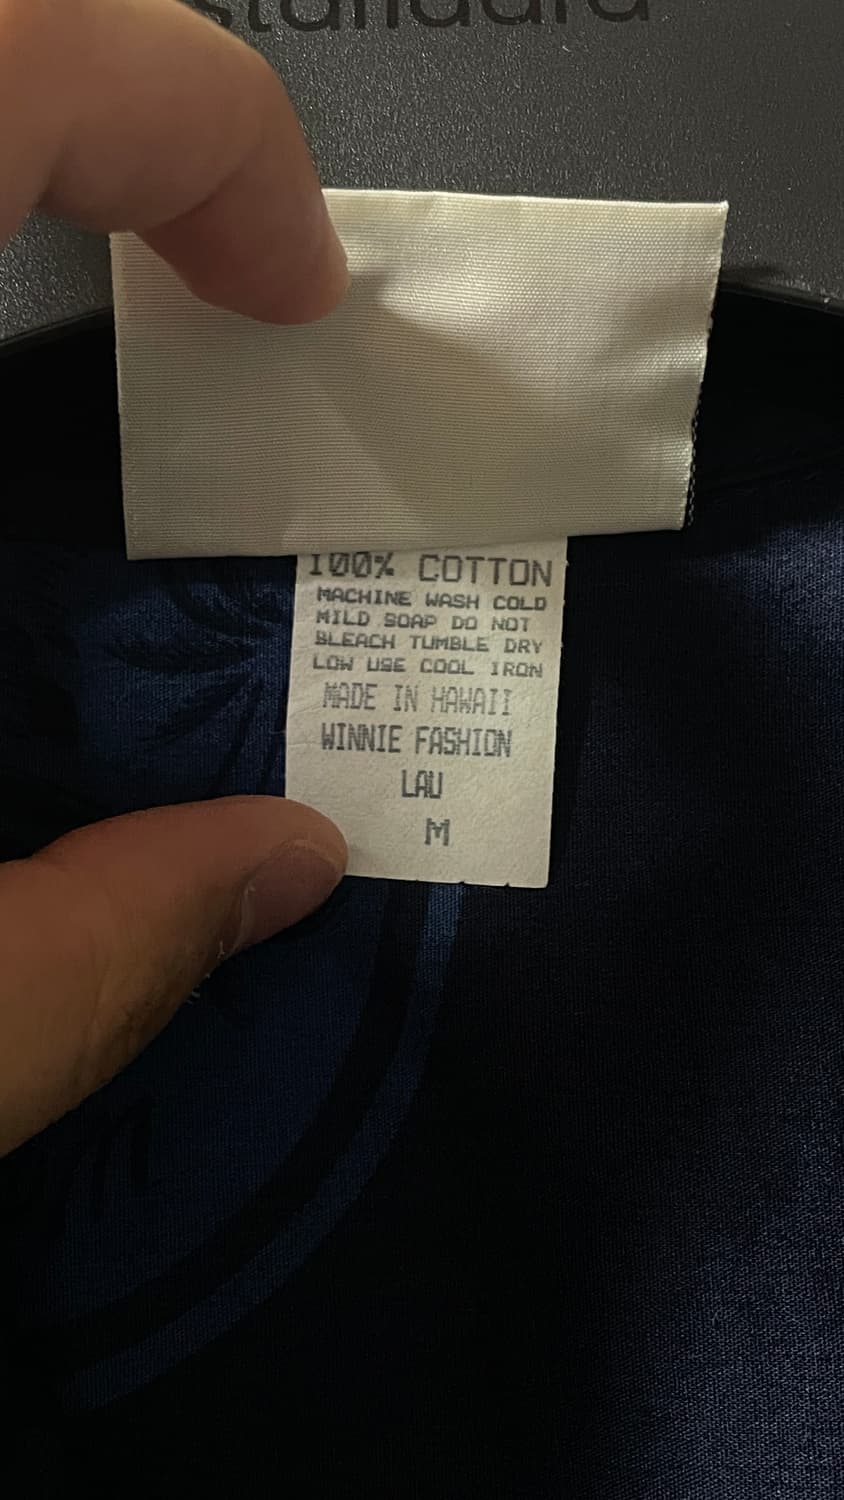 standard
100% COTTON
MACHINE WASH COLD
MILD SOAP DO NOT
BLEACH TUMBLE DRY
LOW USE COOL IRON
MADE IN HAWAII
WINNIE FASHION
LAU
M